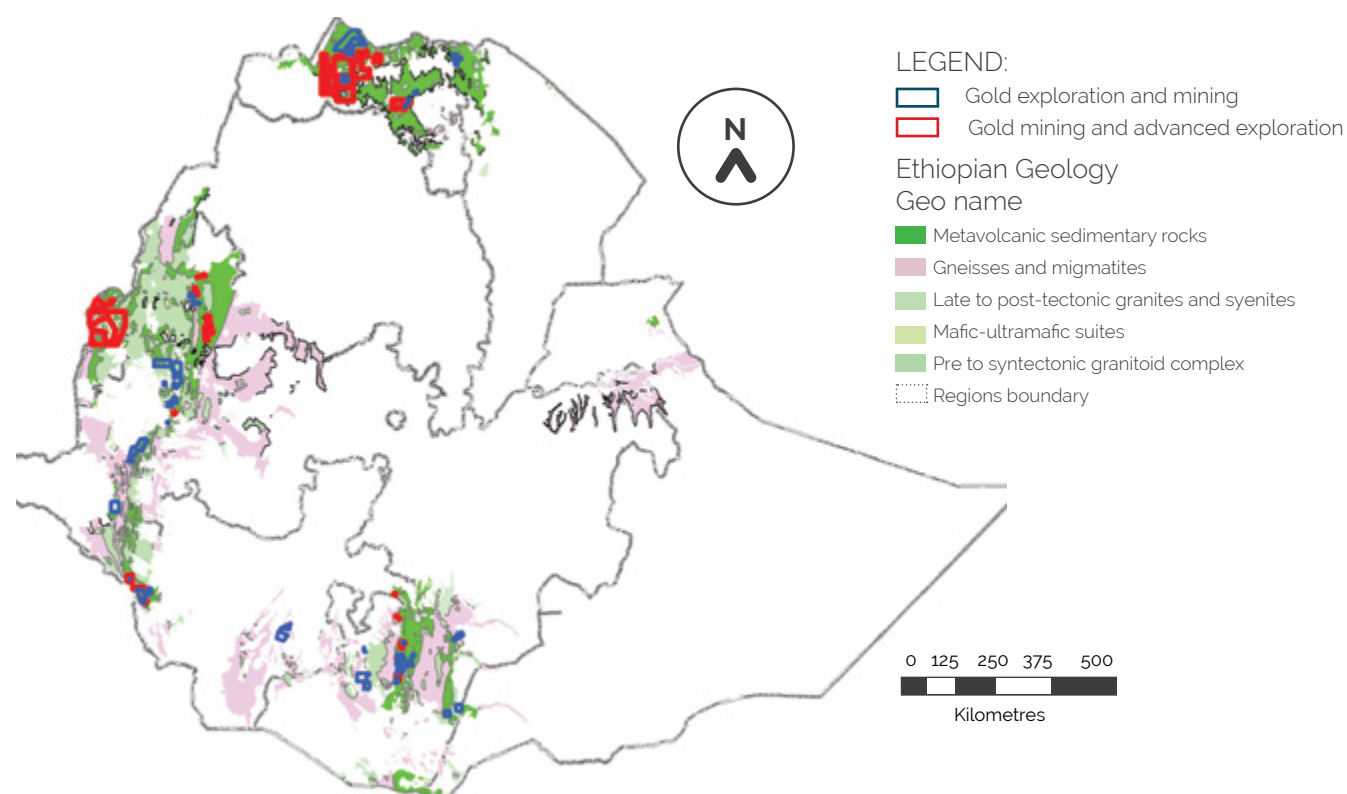 N
LEGEND:
Gold exploration and mining
Gold mining and advanced exploration
Ethiopian Geology
Geo name
Metavolcanic sedimentary rocks
Gneisses and migmatites
Late to post-tectonic granites and syenites
Mafic-ultramafic suites
Pre to syntectonic granitoid complex
Regions boundary
0 125 250 375 500
Kilometres